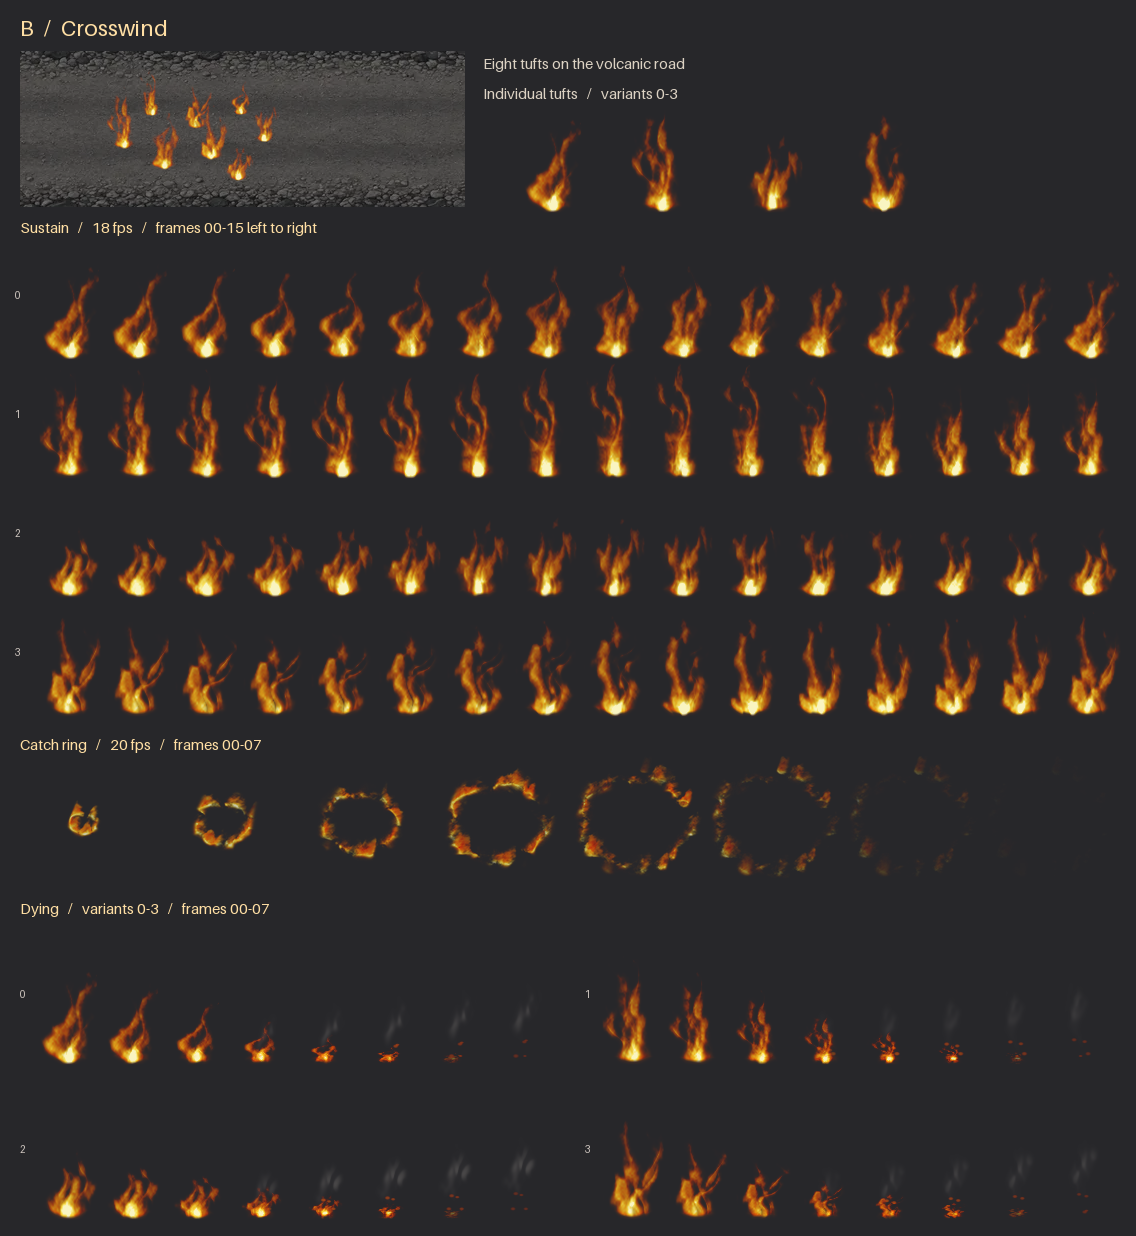 B / Crosswind
Eight tufts on the volcanic road
Individual tufts / variants 0-3
Sustain / 18 fps / frames 00-15 left to right
0
1
2
3
Catch ring / 20 fps / frames 00-07
Dying / variants 0-3 / frames 00-07
0
1
2
3